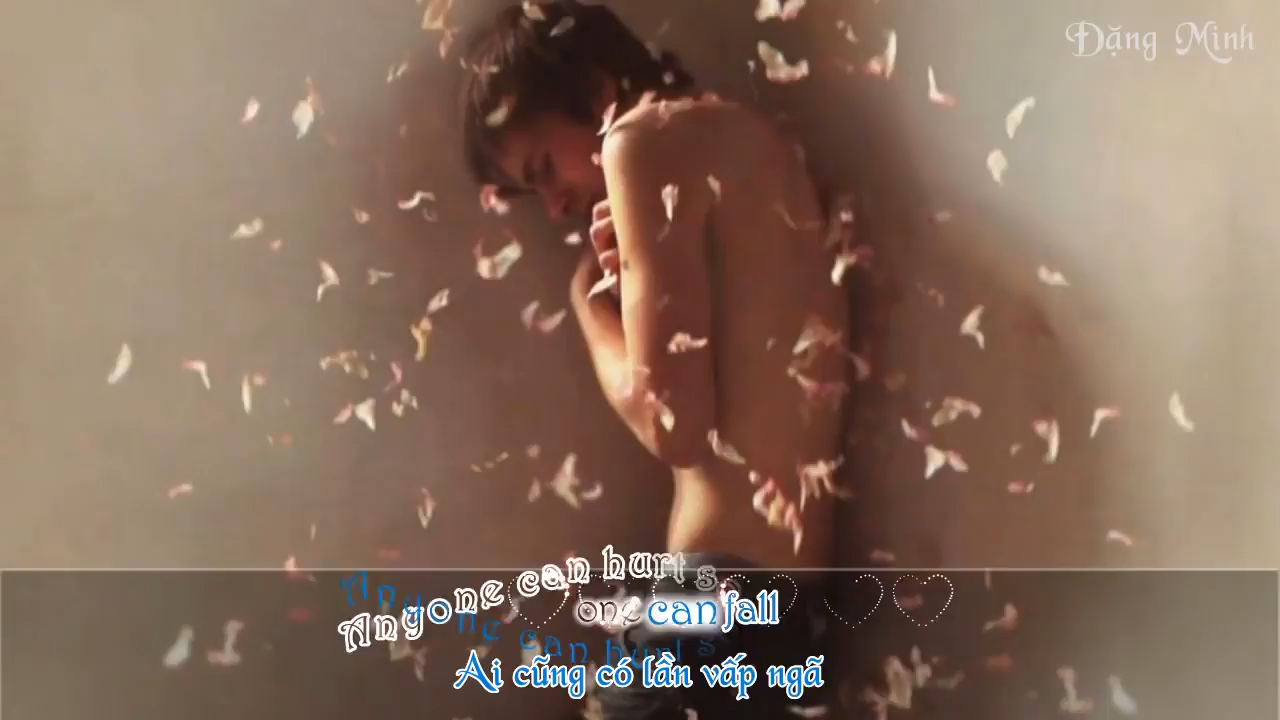 Đặng Minh
Anyone can hurt s
one can fall
Ai cũng có lần vấp ngã